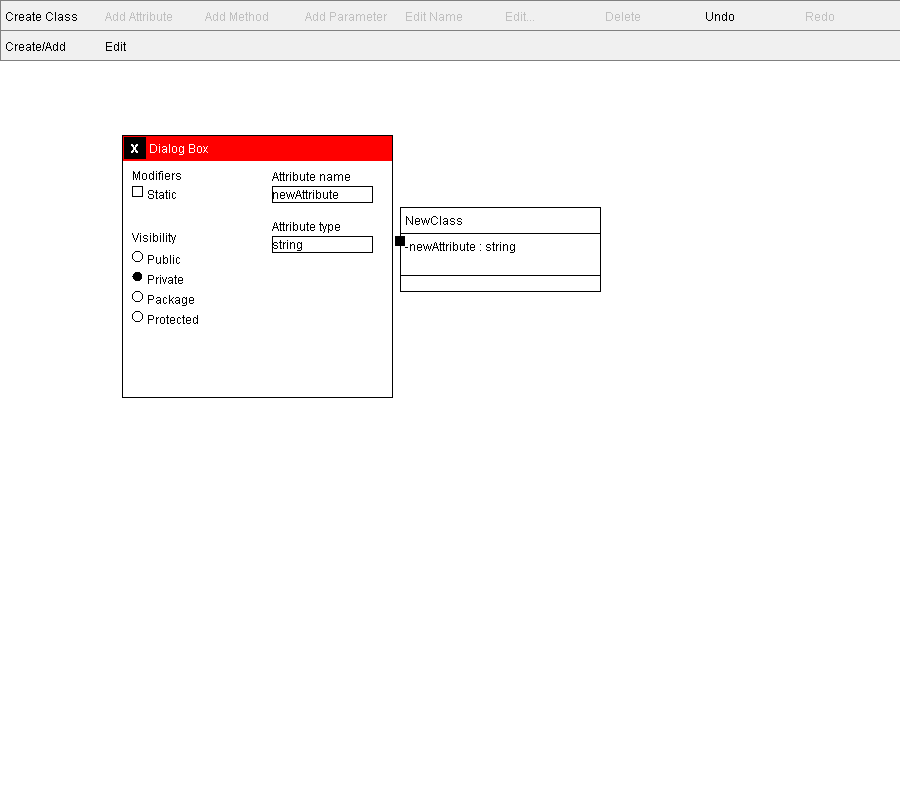 Create Class Add Attribute Add Method Add Parameter Edit Name Edit... Delete Undo Redo
Create/Add Edit
X Dialog Box
Modifiers
Static
Visibility
Public
Private
Package
Protected
Attribute name
newAttribute
Attribute type
string
NewClass
-newAttribute : string